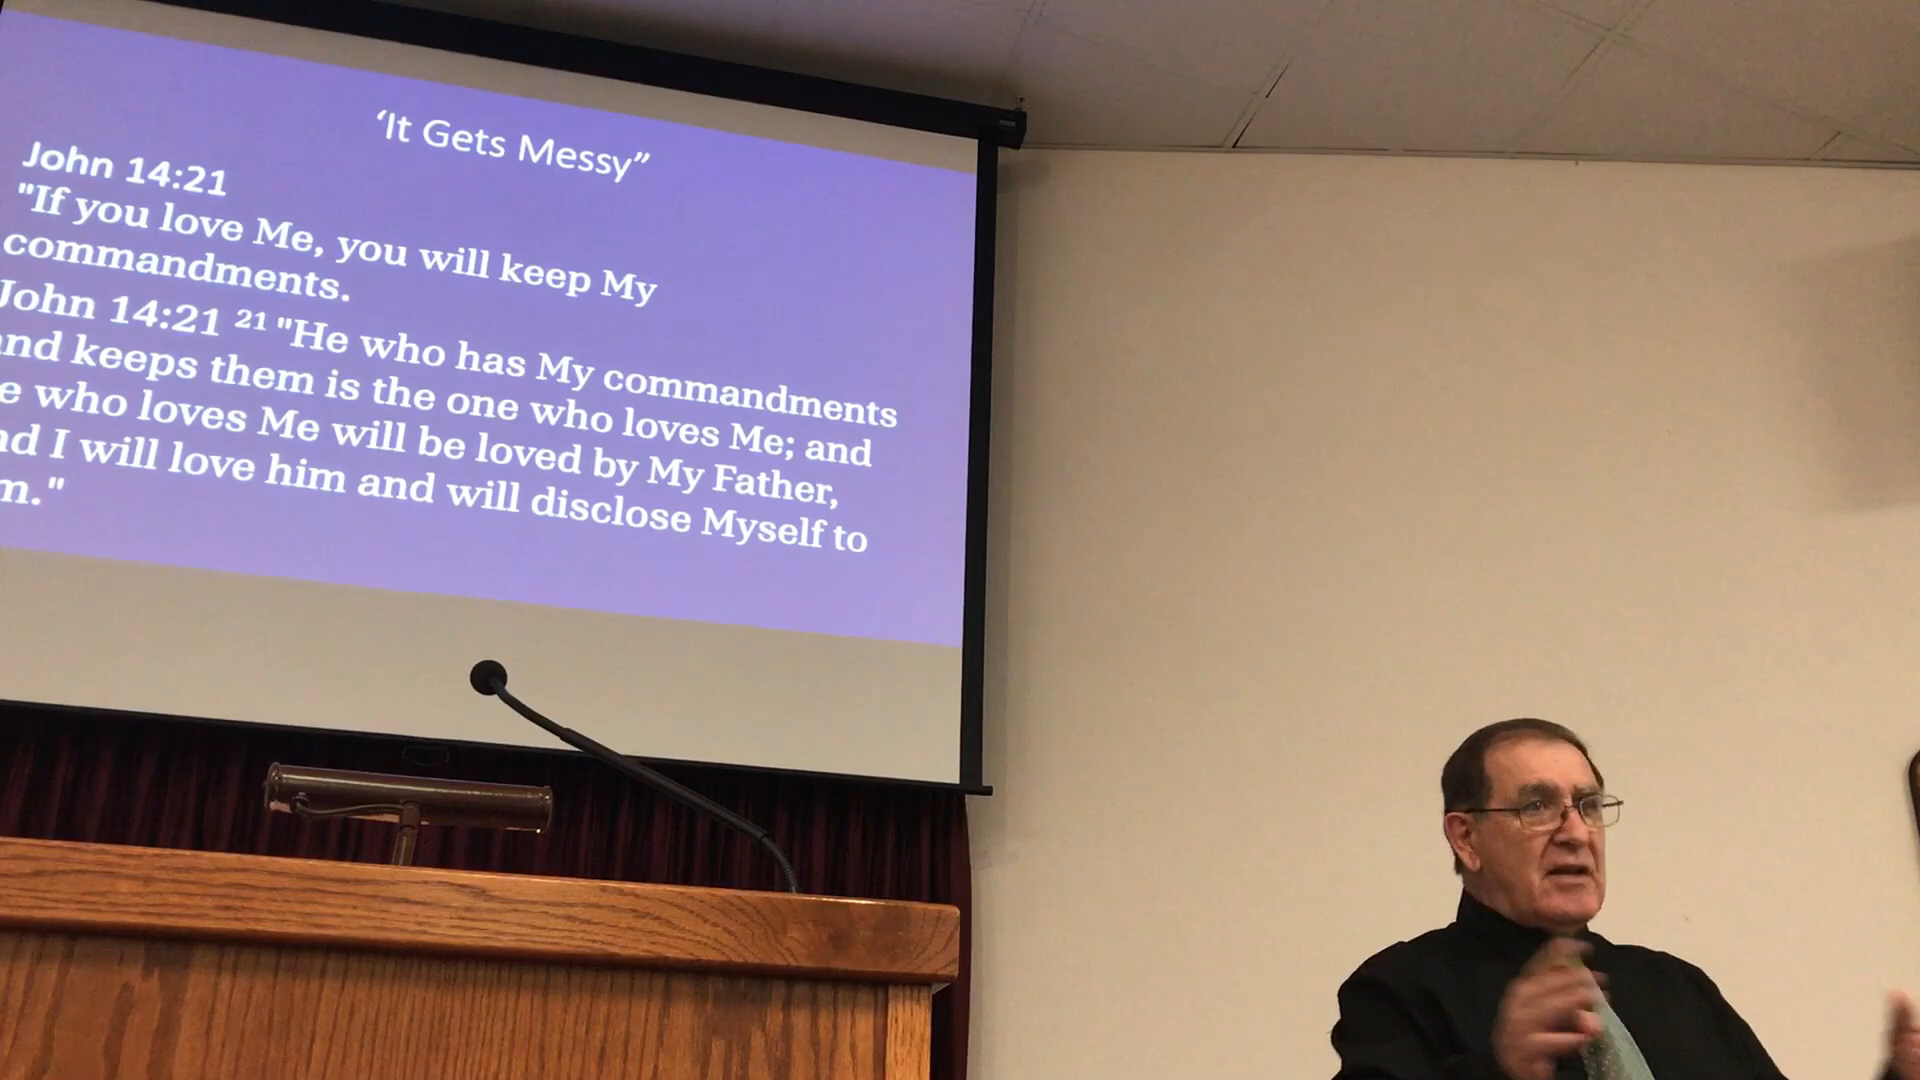 ‘It Gets Messy”
John 14:21
"If you love Me, you will keep My
commandments.
John 14:21 21 "He who has My commandments
and keeps them is the one who loves Me; and
e who loves Me will be loved by My Father,
nd I will love him and will disclose Myself to
m."